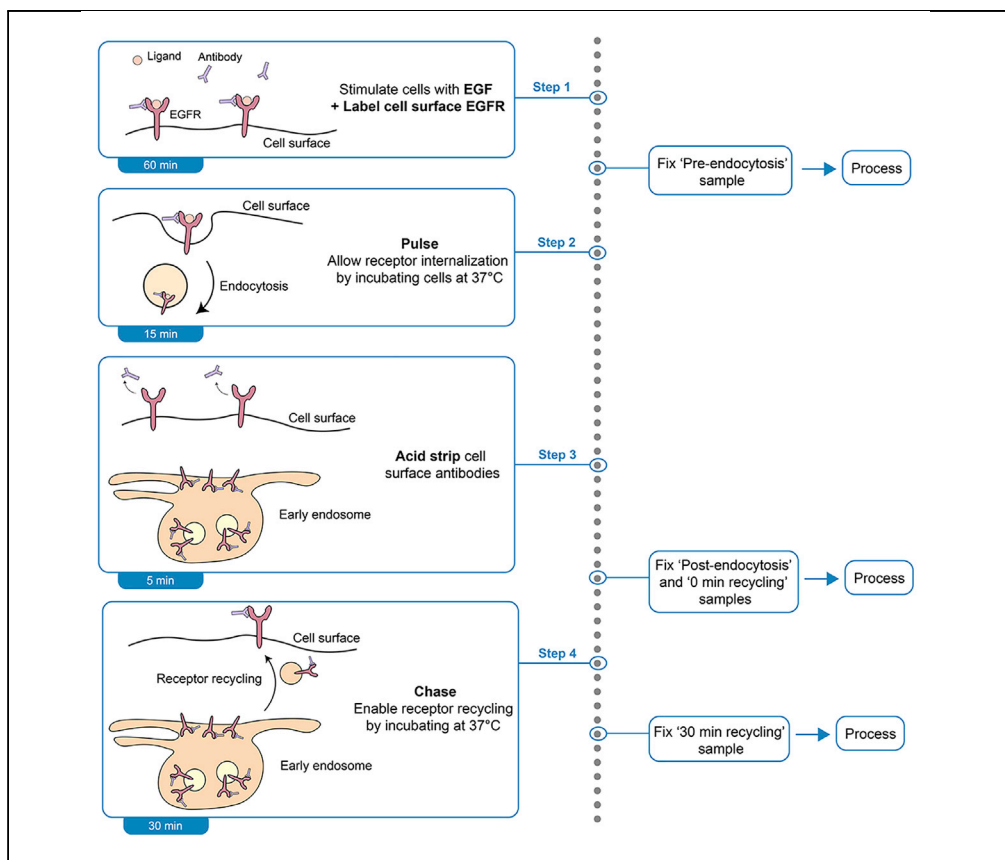 Ligand
Antibody
EGFR
Cell surface
Stimulate cells with EGF
+ Label cell surface EGFR
60 min
Step 1
Fix ‘Pre-endocytosis’
sample
Process
Cell surface
Endocytosis
Pulse
Allow receptor internalization
by incubating cells at 37°C
15 min
Step 2
Cell surface
Early endosome
Acid strip cell
surface antibodies
5 min
Step 3
Fix ‘Post-endocytosis’
and ‘0 min recycling’
samples
Process
Cell surface
Receptor recycling
Early endosome
Chase
Enable receptor recycling
by incubating at 37°C
30 min
Step 4
Fix ‘30 min recycling’
sample
Process